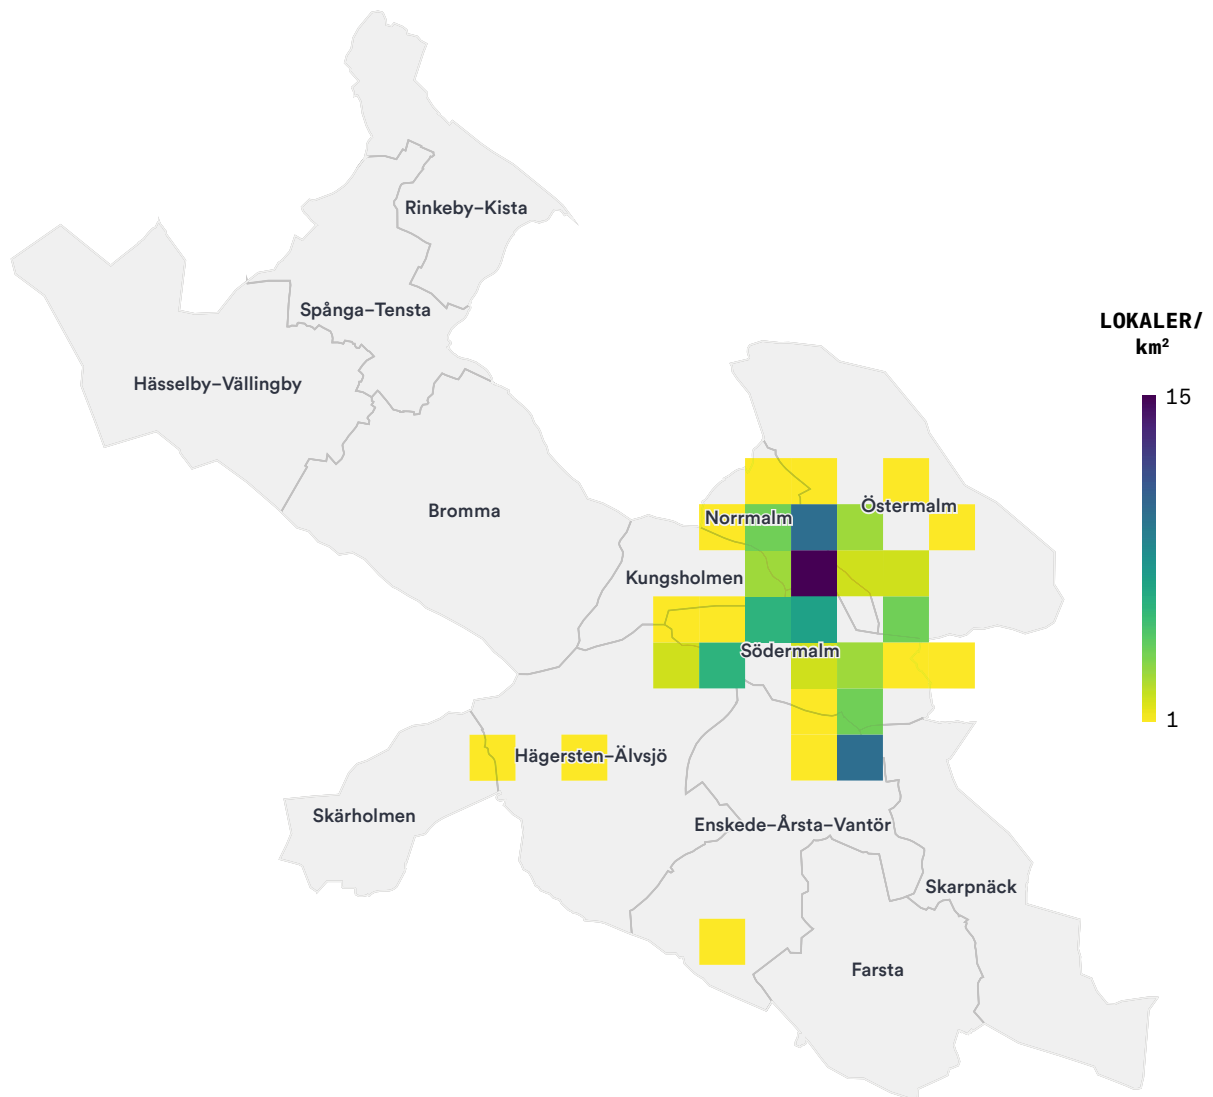 Rinkeby–Kista
Spånga–Tensta
LOKALER/
km²
Hässelby–Vällingby
15
Bromma
Östermalm
Norrmalm
Kungsholmen
Södermalm
1
Hägersten–Älvsjö
Skärholmen
Enskede–Årsta–Vantör
Skarpnäck
Farsta